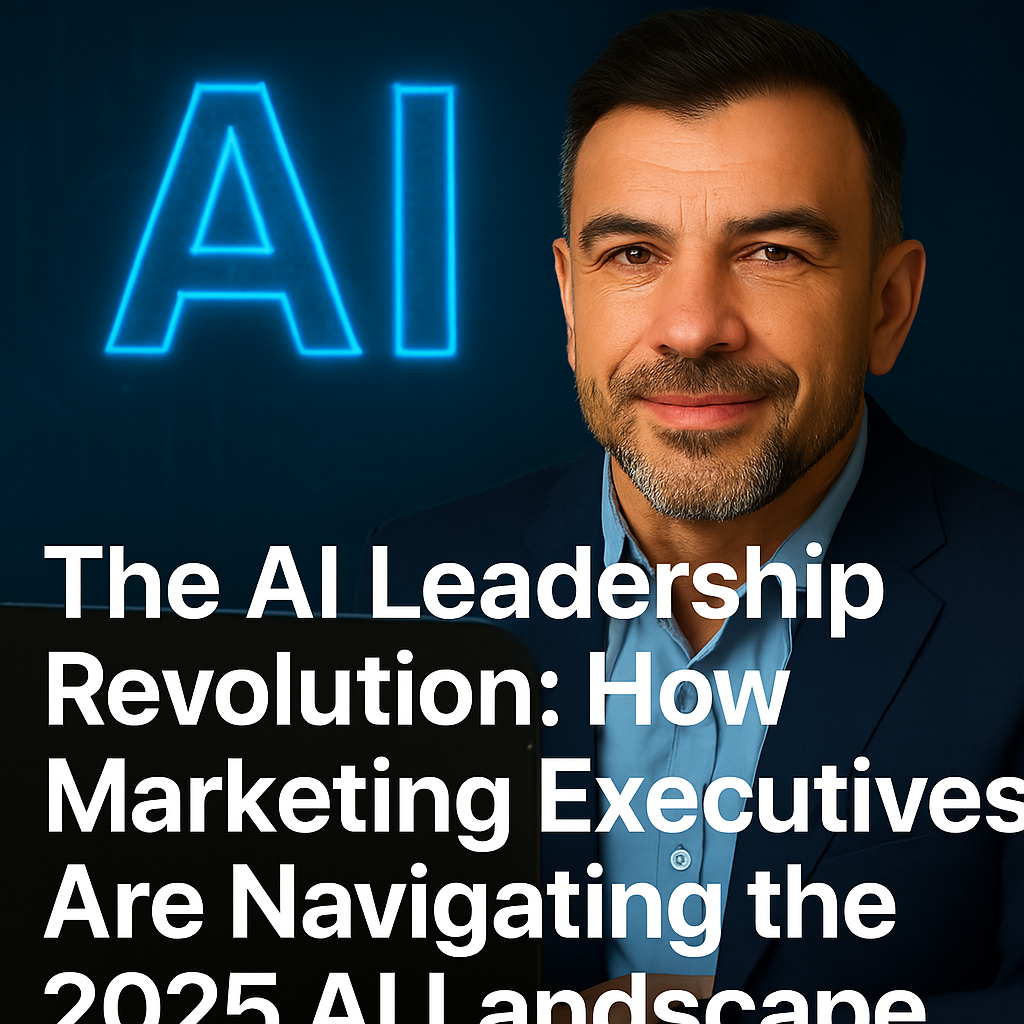 AI
The AI Leadership
Revolution: How
Marketing Executives
Are Navigating the
2025 AI Landscape